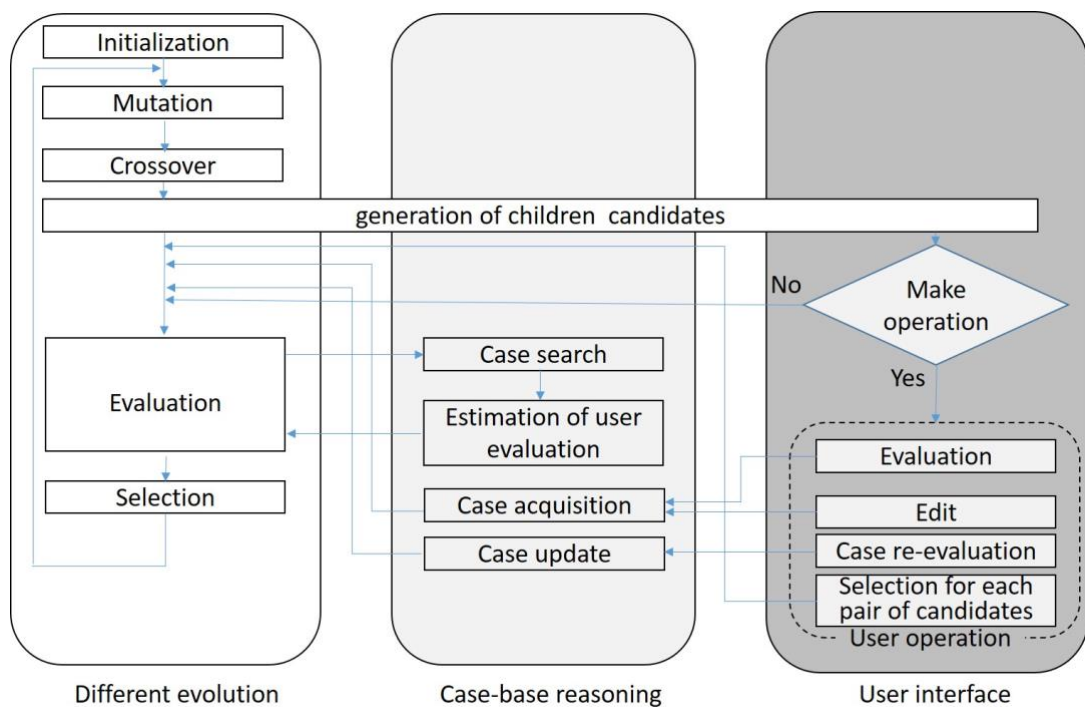 Initialization
Mutation
Crossover
generation of children candidates
No
Make
operation
Yes
Evaluation
Selection
Case search
Estimation of user
evaluation
Case acquisition
Case update
Evaluation
Edit
Case re-evaluation
Selection for each
pair of candidates
User operation
Different evolution
Case-base reasoning
User interface